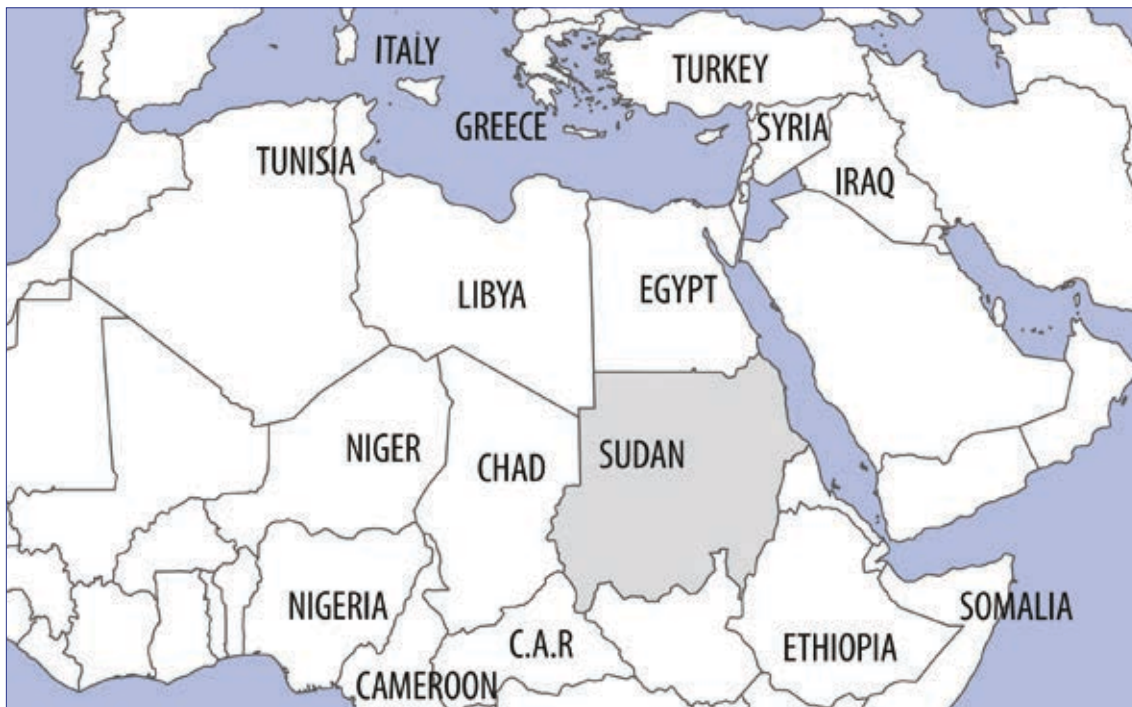 ITALY
TURKEY
GREECE
SYRIA
TUNISIA
IRAQ
LIBYA
EGYPT
NIGER
CHAD
SUDAN
NIGERIA
SOMALIA
C.A.R
ETHIOPIA
CAMEROON